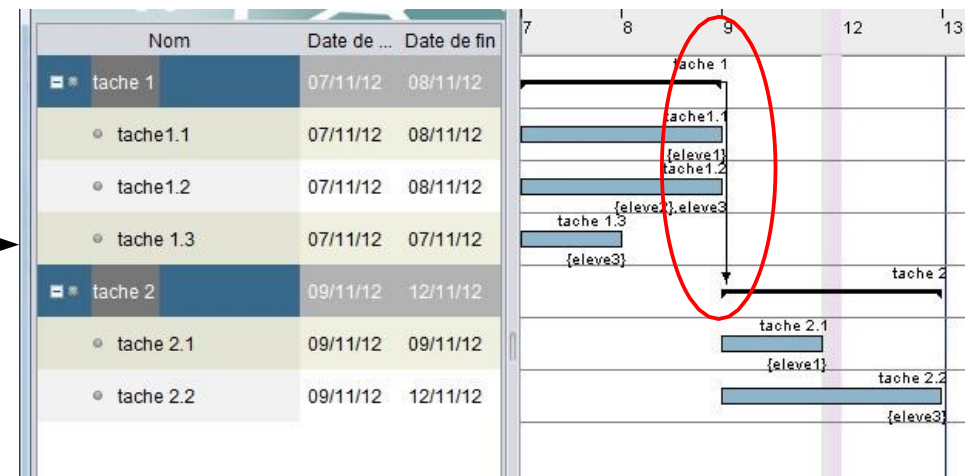 Nom Date de ... Date de fin
tache 1 07/11/12 08/11/12
tache1.1 07/11/12 08/11/12
tache1.2 07/11/12 08/11/12
tache 1.3 07/11/12 07/11/12
tache 2 09/11/12 12/11/12
tache 2.1 09/11/12 09/11/12
tache 2.2 09/11/12 12/11/12
7 8 9 12 13
tache 1
tache1.1
{eleve1}
tache1.2
{eleve2},eleve3
tache 1.3
{eleve3}
tache 2
tache 2.1
{eleve1}
tache 2.2
{eleve3}